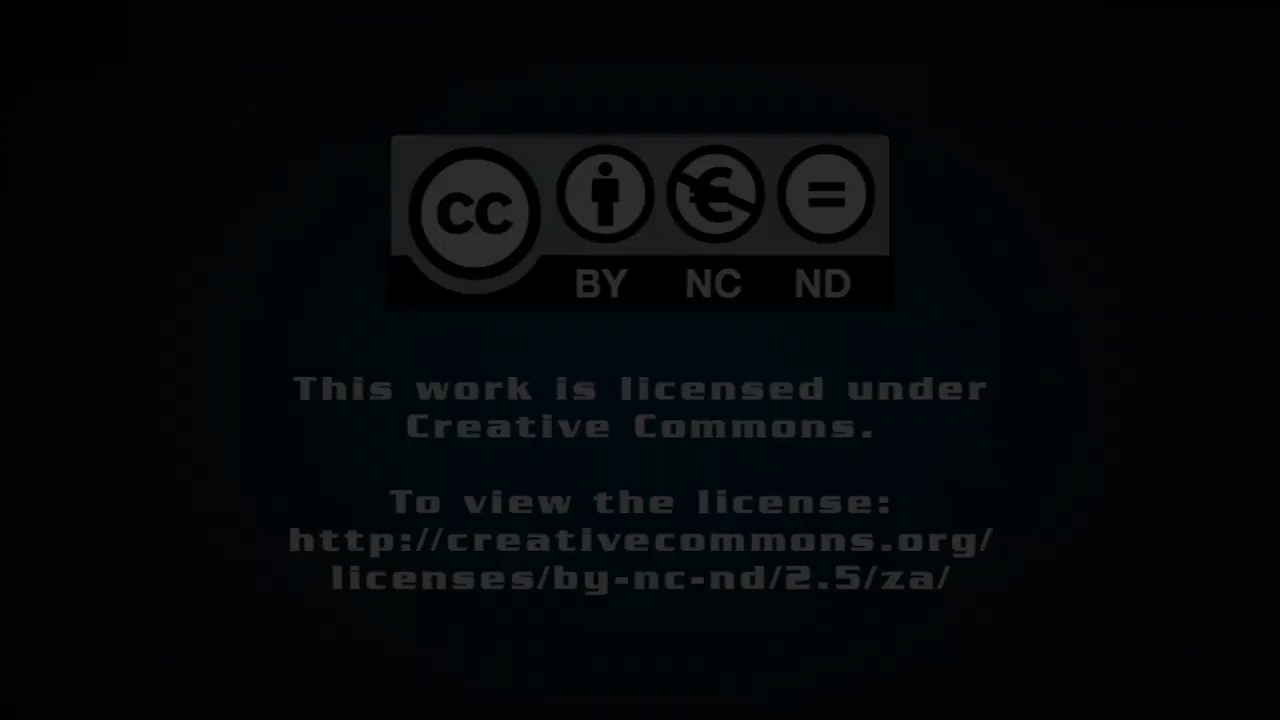 cc
BY NC ND
This work is licensed under
Creative Commons.
To view the license:
http://creativecommons.org/
licenses/by-nc-nd/2.5/za/